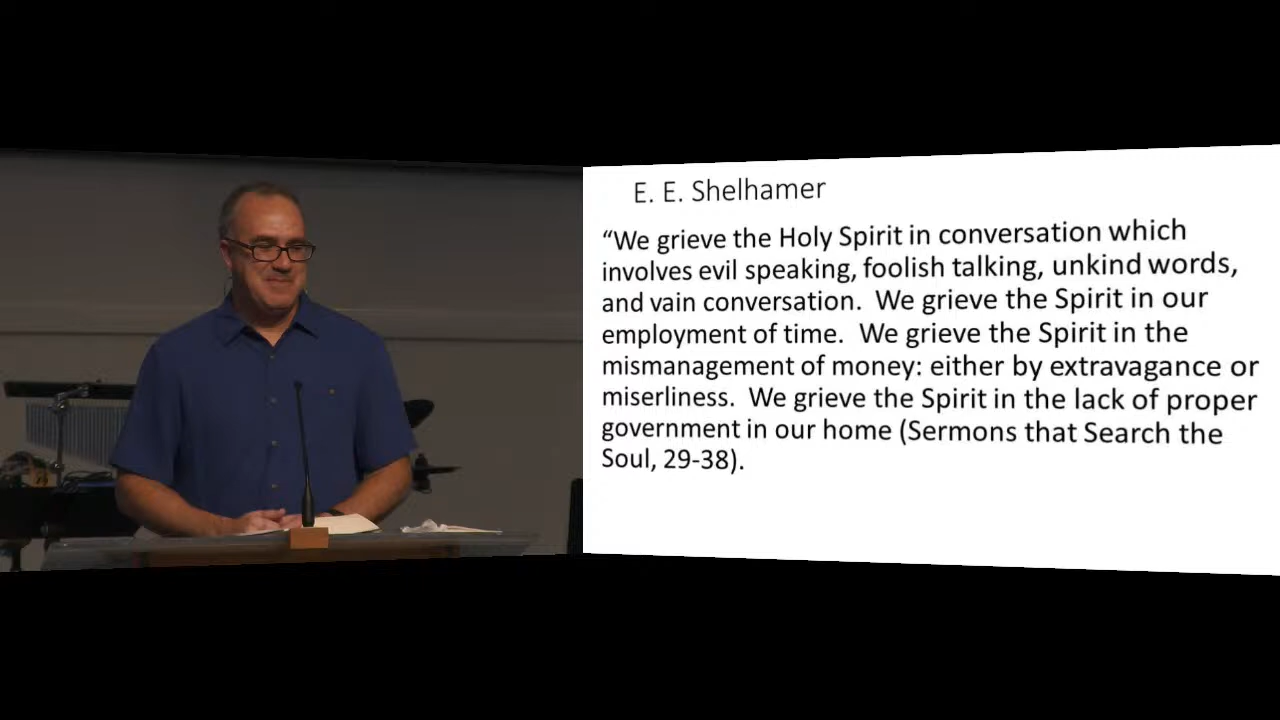 E. E. Shelhamer
“We grieve the Holy Spirit in conversation which
involves evil speaking, foolish talking, unkind words,
and vain conversation.  We grieve the Spirit in our
employment of time.  We grieve the Spirit in the
mismanagement of money: either by extravagance or
miserliness.  We grieve the Spirit in the lack of proper
government in our home (Sermons that Search the
Soul, 29-38).